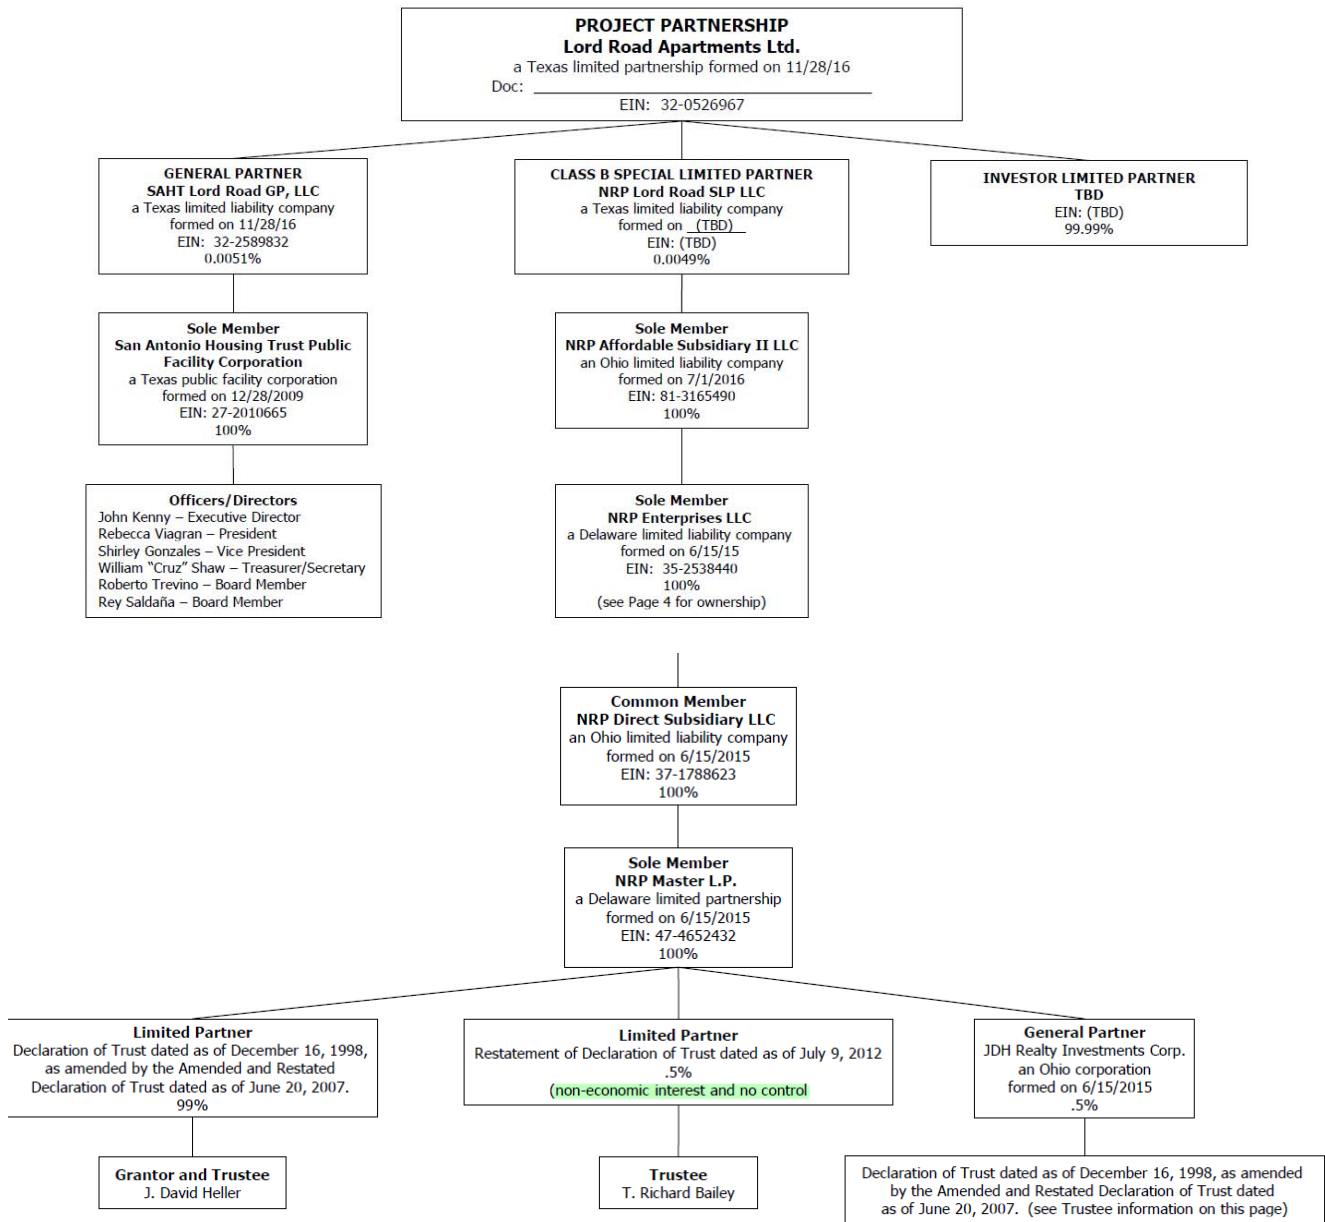 PROJECT PARTNERSHIP
Lord Road Apartments Ltd.
a Texas limited partnership formed on 11/28/16
Doc: ___________________________________
EIN: 32-0526967
GENERAL PARTNER
SAHT Lord Road GP, LLC
a Texas limited liability company
formed on 11/28/16
EIN: 32-2589832
0.0051%
CLASS B SPECIAL LIMITED PARTNER
NRP Lord Road SLP LLC
a Texas limited liability company
formed on _(TBD)_
EIN: (TBD)
0.0049%
INVESTOR LIMITED PARTNER
TBD
EIN: (TBD)
99.99%
Sole Member
San Antonio Housing Trust Public
Facility Corporation
a Texas public facility corporation
formed on 12/28/2009
EIN: 27-2010665
100%
Sole Member
NRP Affordable Subsidiary II LLC
an Ohio limited liability company
formed on 7/1/2016
EIN: 81-3165490
100%
Officers/Directors
John Kenny – Executive Director
Rebecca Viagran – President
Shirley Gonzales – Vice President
William “Cruz” Shaw – Treasurer/Secretary
Roberto Trevino – Board Member
Rey Saldaña – Board Member
Sole Member
NRP Enterprises LLC
a Delaware limited liability company
formed on 6/15/15
EIN: 35-2538440
100%
(see Page 4 for ownership)
Common Member
NRP Direct Subsidiary LLC
an Ohio limited liability company
formed on 6/15/2015
EIN: 37-1788623
100%
Sole Member
NRP Master L.P.
a Delaware limited partnership
formed on 6/15/2015
EIN: 47-4652432
100%
Limited Partner
Declaration of Trust dated as of December 16, 1998,
as amended by the Amended and Restated
Declaration of Trust dated as of June 20, 2007.
99%
Limited Partner
Restatement of Declaration of Trust dated as of July 9, 2012
.5%
(non-economic interest and no control
General Partner
JDH Realty Investments Corp.
an Ohio corporation
formed on 6/15/2015
.5%
Grantor and Trustee
J. David Heller
Trustee
T. Richard Bailey
Declaration of Trust dated as of December 16, 1998, as amended
by the Amended and Restated Declaration of Trust dated
as of June 20, 2007. (see Trustee information on this page)